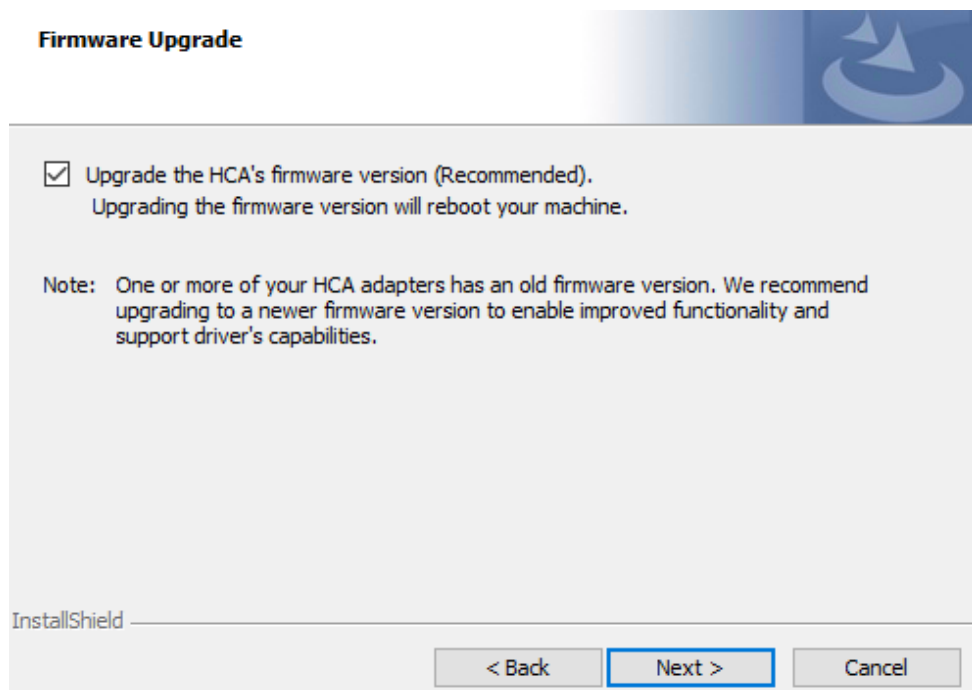 Firmware Upgrade
Upgrade the HCA's firmware version (Recommended).
Upgrading the firmware version will reboot your machine.
Note: One or more of your HCA adapters has an old firmware version. We recommend
upgrading to a newer firmware version to enable improved functionality and
support driver's capabilities.
InstallShield
< Back Next > Cancel